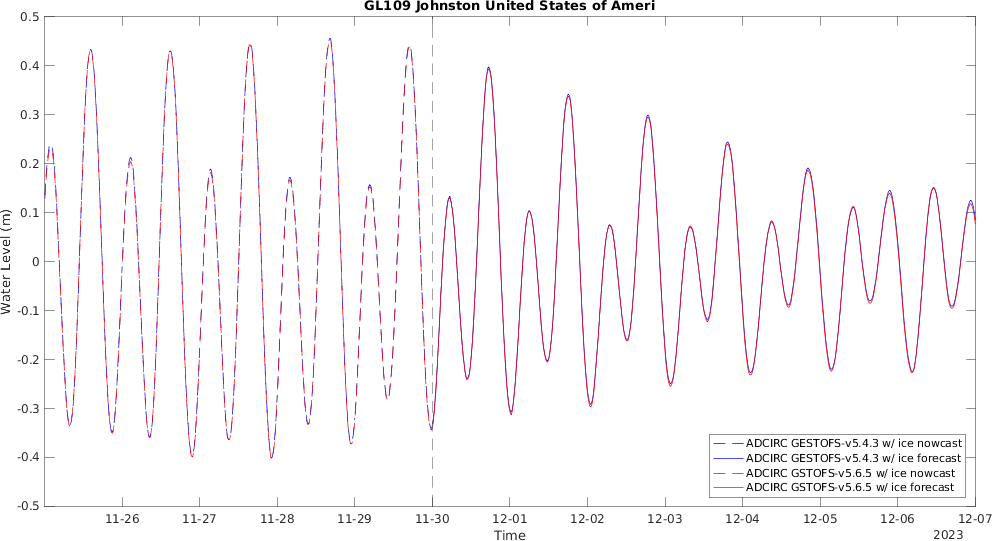 GL109 Johnston United States of Ameri
0.5
0.4
0.3
0.2
0.1
0
-0.1
-0.2
-0.3
-0.4
-0.5
Water Level (m)
ADCIRC GESTOFS-v5.4.3 w/ ice nowcast
ADCIRC GESTOFS-v5.4.3 w/ ice forecast
ADCIRC GSTOFS-v5.6.5 w/ ice nowcast
ADCIRC GSTOFS-v5.6.5 w/ ice forecast
11-26 11-27 11-28 11-29 11-30 12-01 12-02 12-03 12-04 12-05 12-06 12-07
Time
2023